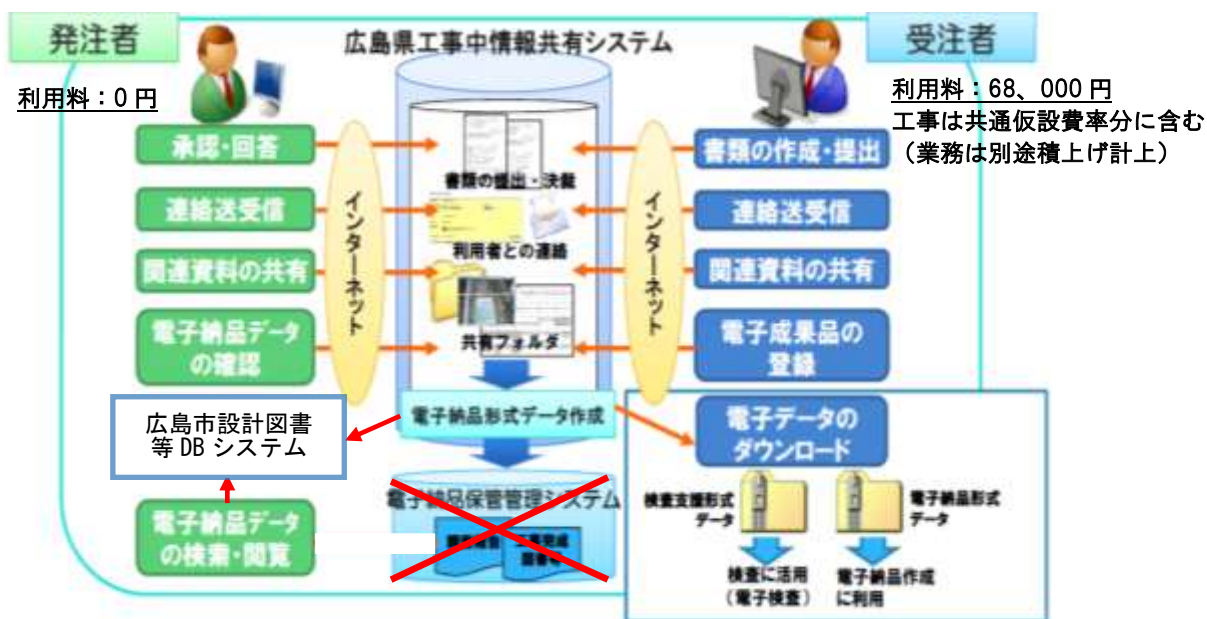 発注者
利用料：0 円
広島県工事中情報共有システム
受注者
利用料：68、000 円
工事は共通仮設費率分に含む
（業務は別途積上げ計上）
承認・回答
連絡送受信
関連資料の共有
電子納品データ
の確認
インターネット
書類の提出・決裁
利用者との連絡
共有フォルダ
インターネット
書類の作成・提出
連絡送受信
関連資料の共有
電子成果品の
登録
広島市設計図書
等 DB システム
電子納品形式データ作成
電子データの
ダウンロード
電子納品データ
の検索・閲覧
電子納品保管管理システム
検査支援形式
データ
電子納品形式
データ
検査に活用
（電子検査）
電子納品作成
に利用